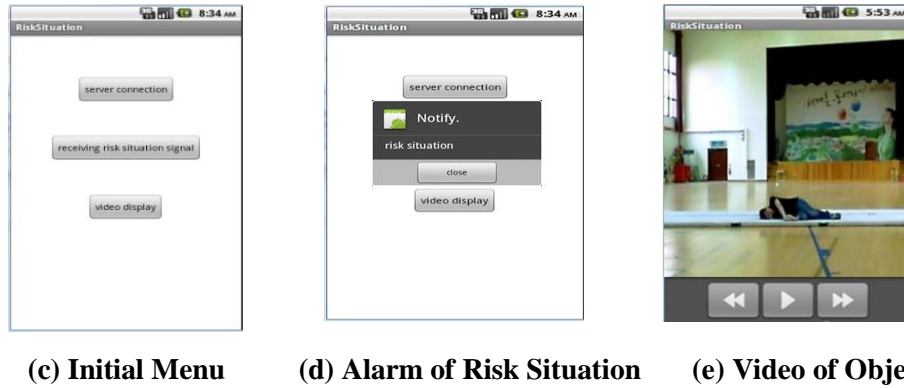 8:34 AM
RiskSituation
server connection
receiving risk situation signal
video display
8:34 AM
RiskSituation
server connection
Notify.
risk situation
close
video display
5:53 AM
RiskSituation
(c) Initial Menu
(d) Alarm of Risk Situation
(e) Video of Obje